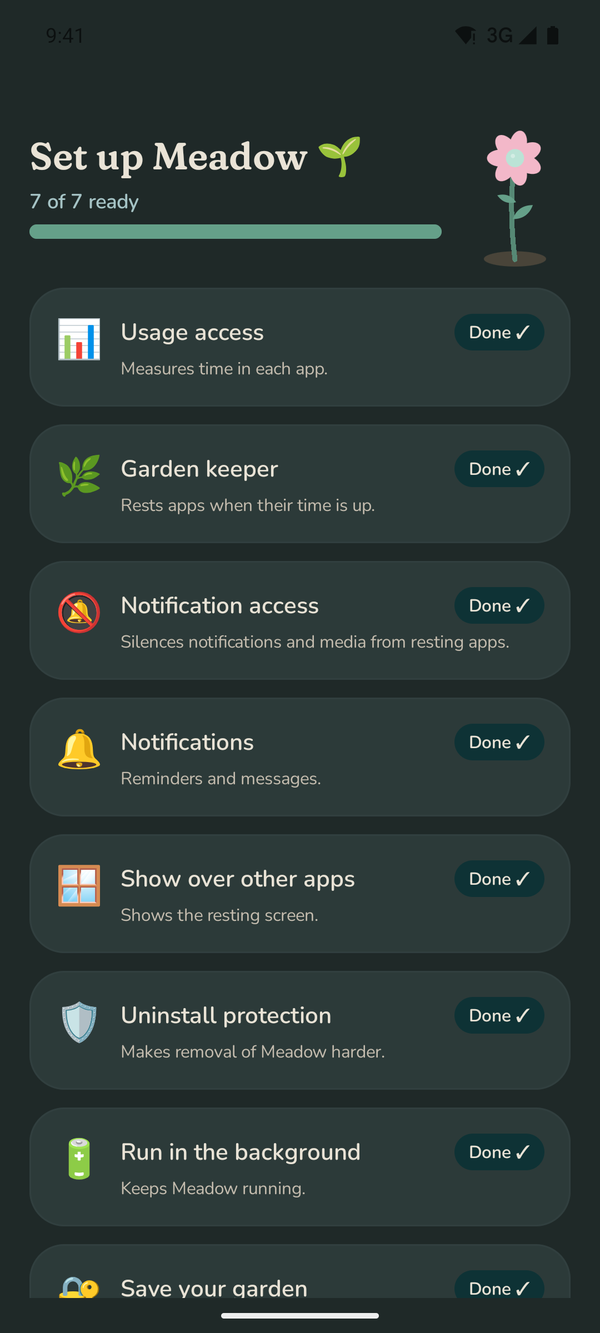 9:41
3G
Set up Meadow 🌱
7 of 7 ready
Usage access
Done ✓
Measures time in each app.
Garden keeper
Done ✓
Rests apps when their time is up.
Notification access
Done ✓
Silences notifications and media from resting apps.
Notifications
Done ✓
Reminders and messages.
Show over other apps
Done ✓
Shows the resting screen.
Uninstall protection
Done ✓
Makes removal of Meadow harder.
Run in the background
Done ✓
Keeps Meadow running.
Save your garden
Done ✓